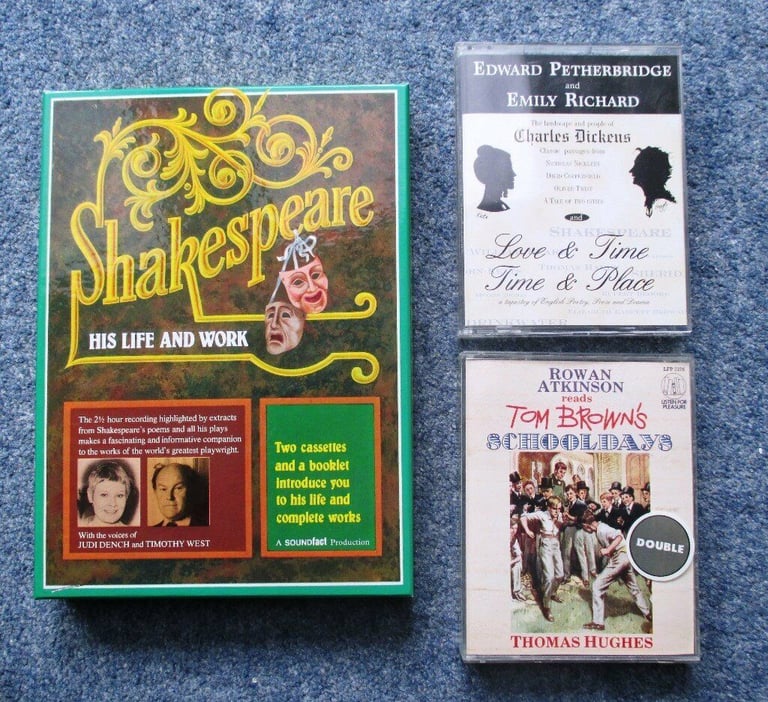 Shakespeare
HIS LIFE AND WORK
The 2½ hour recording highlighted by extracts
from Shakespeare's poems and all his plays
makes a fascinating and informative companion
to the works of the world's greatest playwright.
With the voices of
JUDI DENCH and TIMOTHY WEST
Two cassettes
and a booklet
introduce you
to his life and
complete works
A SOUNDfact Production
EDWARD PETHERBRIDGE
and
EMILY RICHARD
The landscape and people of
Charles Dickens
Classic passages from
NICHOLAS NICKLEBY
DAVID COPPERFIELD
OLIVER TWIST
A TALE OF TWO CITIES
and
SHAKESPEARE
Love & Time
THOMAS
Time & Place
a tapestry of English Poetry, Prose and Drama
ELIZABETH BARRETT
DRINKWATER
ROWAN
ATKINSON
reads
TOM BROWN'S
SCHOOLDAYS
LISTEN FOR
PLEASURE
DOUBLE
THOMAS HUGHES